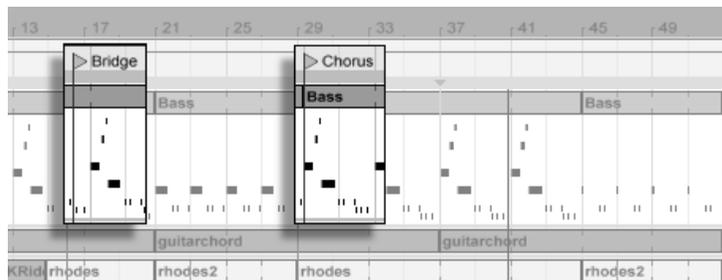 13 17 21 25 29 33 37 41 45 49
Bridge Chorus
Bass Bass Bass
guitarchord guitarchord
KRid rhodes rhodes2 rhodes rhodes2